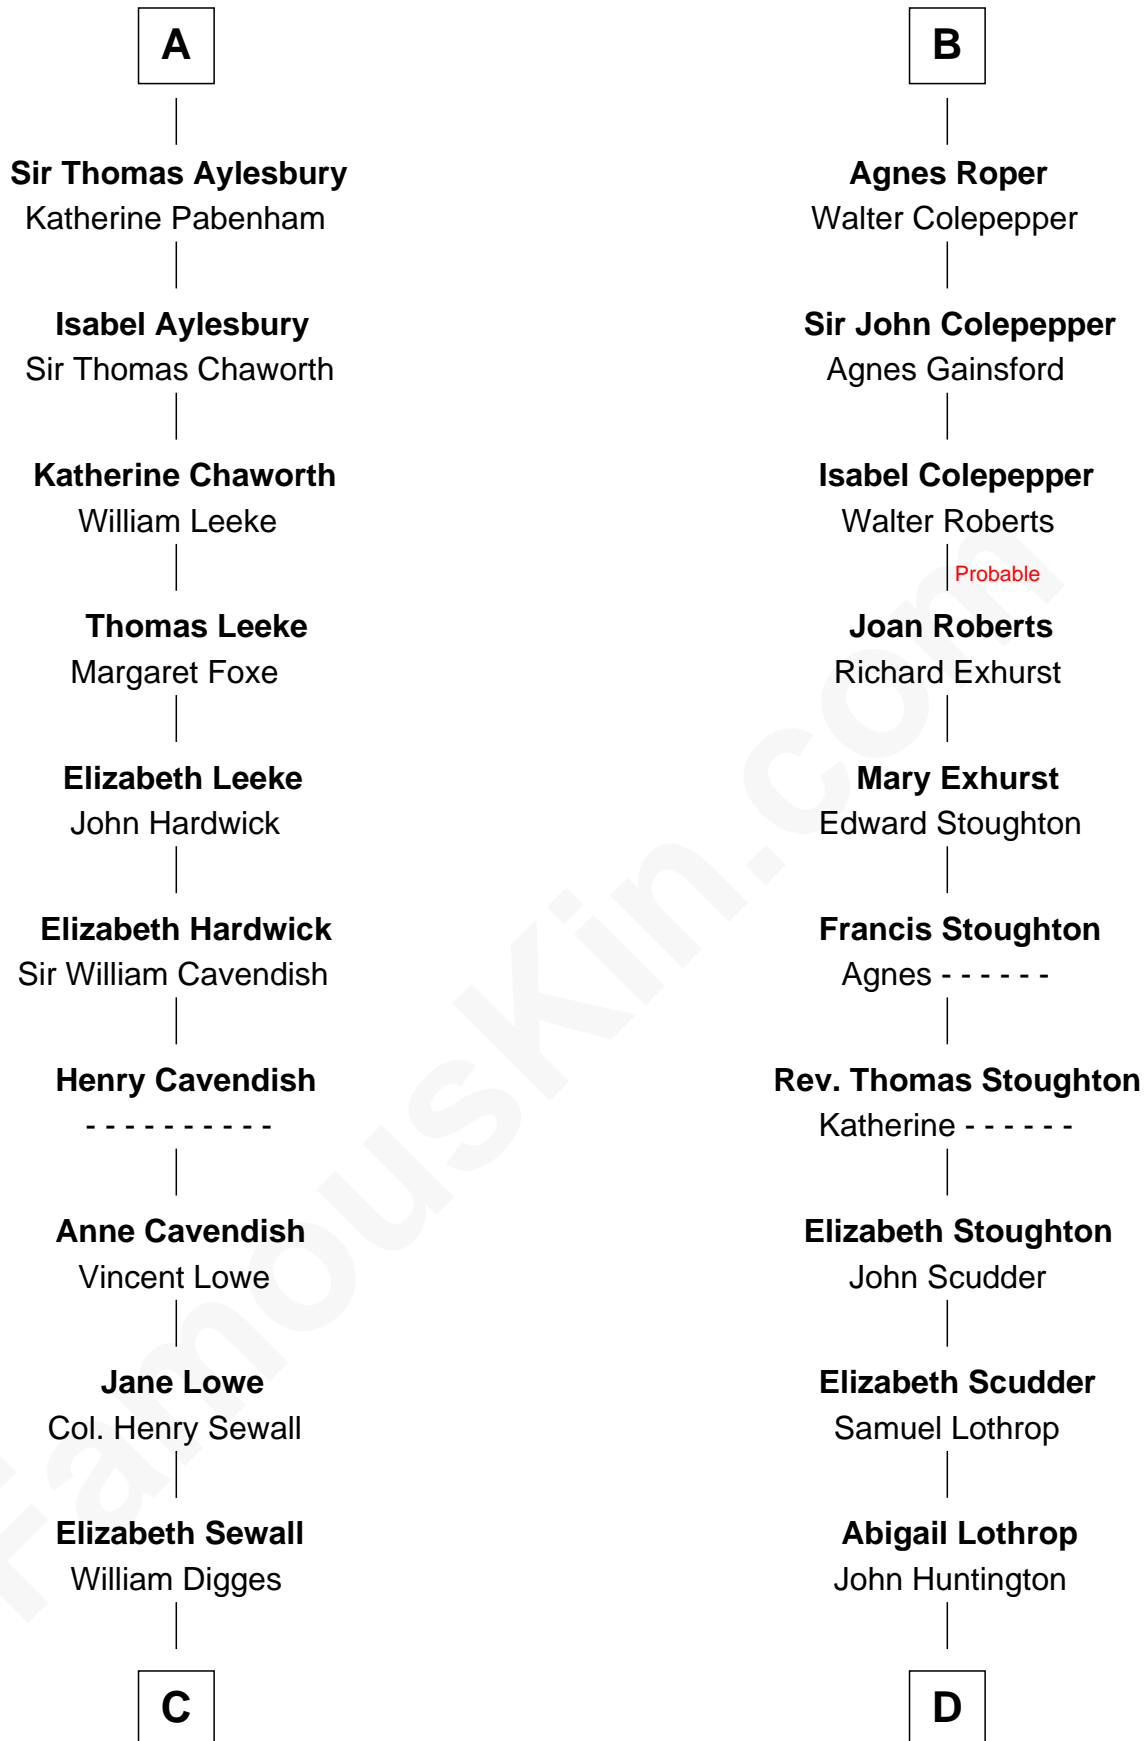 A
Sir Thomas Aylesbury
Katherine Pabenham
Isabel Aylesbury
Sir Thomas Chaworth
Katherine Chaworth
William Leeke
Thomas Leeke
Margaret Foxe
Elizabeth Leeke
John Hardwick
Elizabeth Hardwick
Sir William Cavendish
Henry Cavendish
- - - - - - - - - -
Anne Cavendish
Vincent Lowe
Jane Lowe
Col. Henry Sewall
Elizabeth Sewall
William Digges
C
B
Agnes Roper
Walter Colepepper
Sir John Colepepper
Agnes Gainsford
Isabel Colepepper
Walter Roberts
Probable
Joan Roberts
Richard Exhurst
Mary Exhurst
Edward Stoughton
Francis Stoughton
Agnes - - - - - -
Rev. Thomas Stoughton
Katherine - - - - - -
Elizabeth Stoughton
John Scudder
Elizabeth Scudder
Samuel Lothrop
Abigail Lothrop
John Huntington
D
FamousKin.com